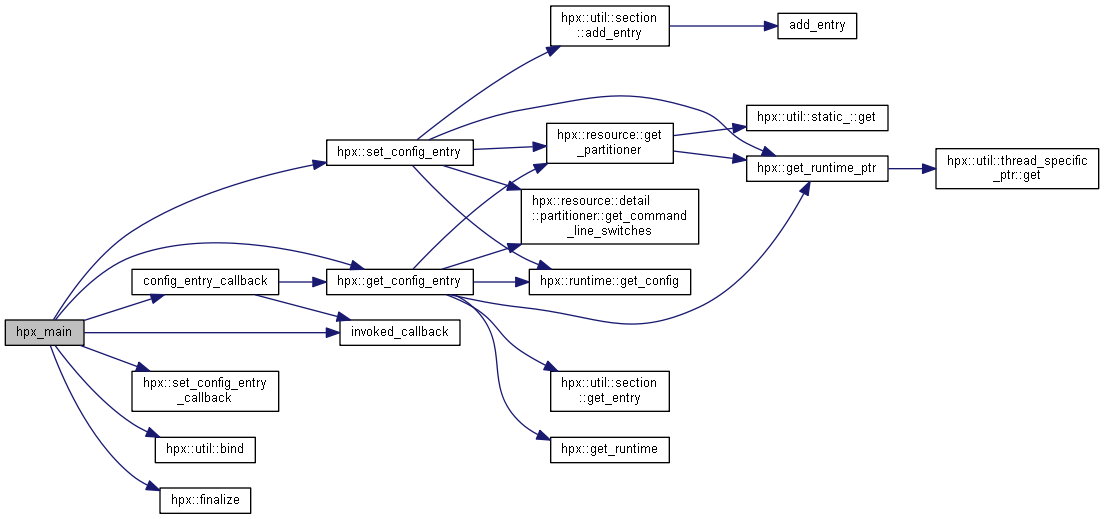 hpx::util::section
::add_entry
add_entry
hpx::util::static_::get
hpx::set_config_entry
hpx::resource::get
_partitioner
hpx::get_runtime_ptr
hpx::util::thread_specific
_ptr::get
hpx::resource::detail
::partitioner::get_command
_line_switches
config_entry_callback
hpx::get_config_entry
hpx::runtime::get_config
hpx_main
invoked_callback
hpx::set_config_entry
_callback
hpx::util::section
::get_entry
hpx::util::bind
hpx::get_runtime
hpx::finalize